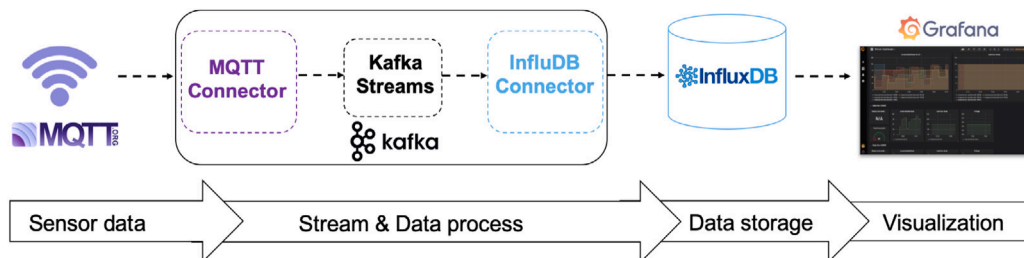 Grafana
MQTT
Connector
Kafka
Streams
InfluDB
Connector
InfluxDB
MQTT.ORG
kafka
Sensor data
Stream & Data process
Data storage
Visualization